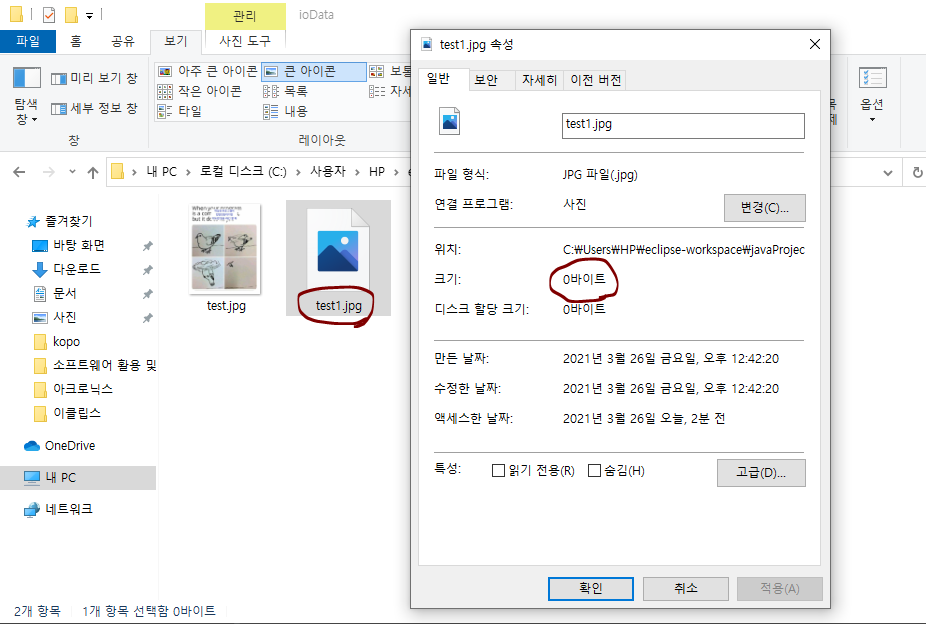 관리
ioData
파일
홈
공유
보기
사진 도구
탐색
창
미리 보기 창
세부 정보 창
창
아주 큰 아이콘
큰 아이콘
보통
작은 아이콘
목록
자세
타일
내용
레이아웃
옵션
내 PC
로컬 디스크 (C:)
사용자
HP
즐겨찾기
바탕 화면
다운로드
문서
사진
kopo
소프트웨어 활용 및
아크로닉스
이클립스
OneDrive
내 PC
네트워크
test.jpg
test1.jpg
2개 항목
1개 항목 선택함 0바이트
test1.jpg 속성
일반
보안
자세히
이전 버전
test1.jpg
파일 형식:
JPG 파일(.jpg)
연결 프로그램:
사진
변경(C)...
위치:
C:₩Users₩HP₩eclipse-workspace₩javaProjec
크기:
0바이트
디스크 할당 크기:
0바이트
만든 날짜:
2021년 3월 26일 금요일, 오후 12:42:20
수정한 날짜:
2021년 3월 26일 금요일, 오후 12:42:20
액세스한 날짜:
2021년 3월 26일 오늘, 2분 전
특성:
읽기 전용(R)
숨김(H)
고급(D)...
확인
취소
적용(A)